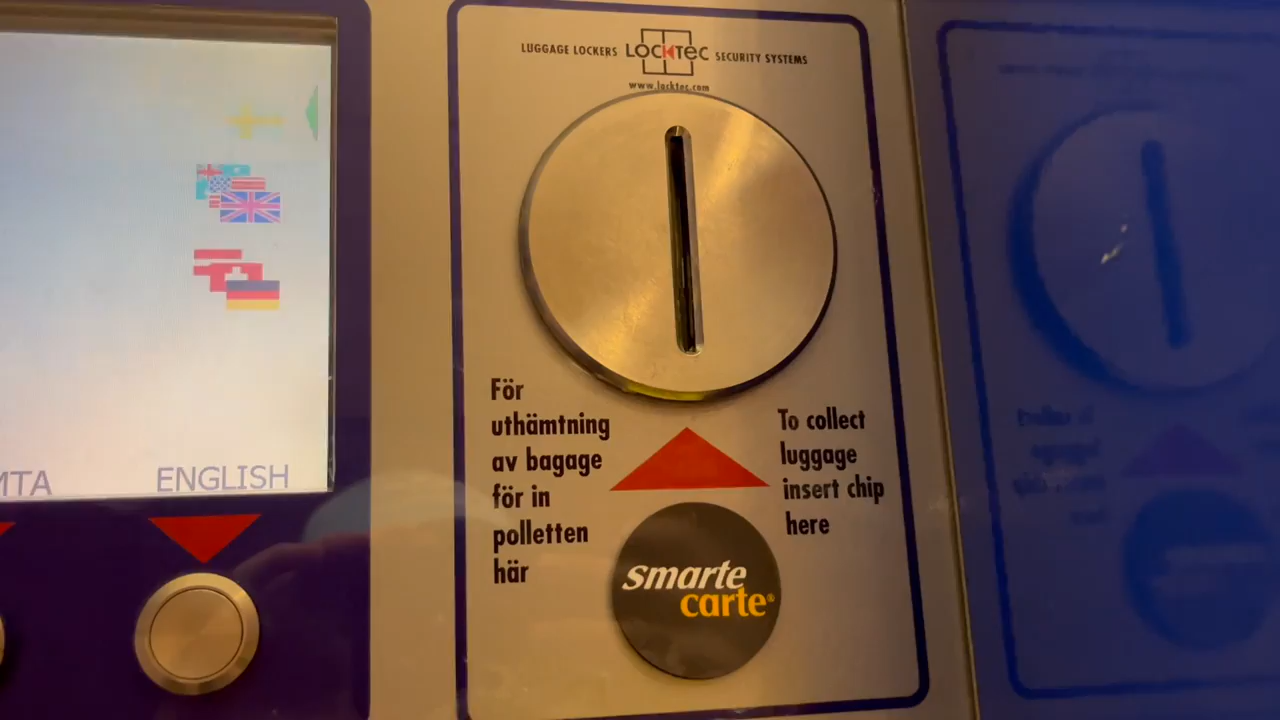 LUGGAGE LOCKERS LOCKTEC SECURITY SYSTEMS
www.locktec.com
För
uthämtning
av bagage
för in
polletten
här
To collect
luggage
insert chip
here
smarte
carte®
MTA
ENGLISH